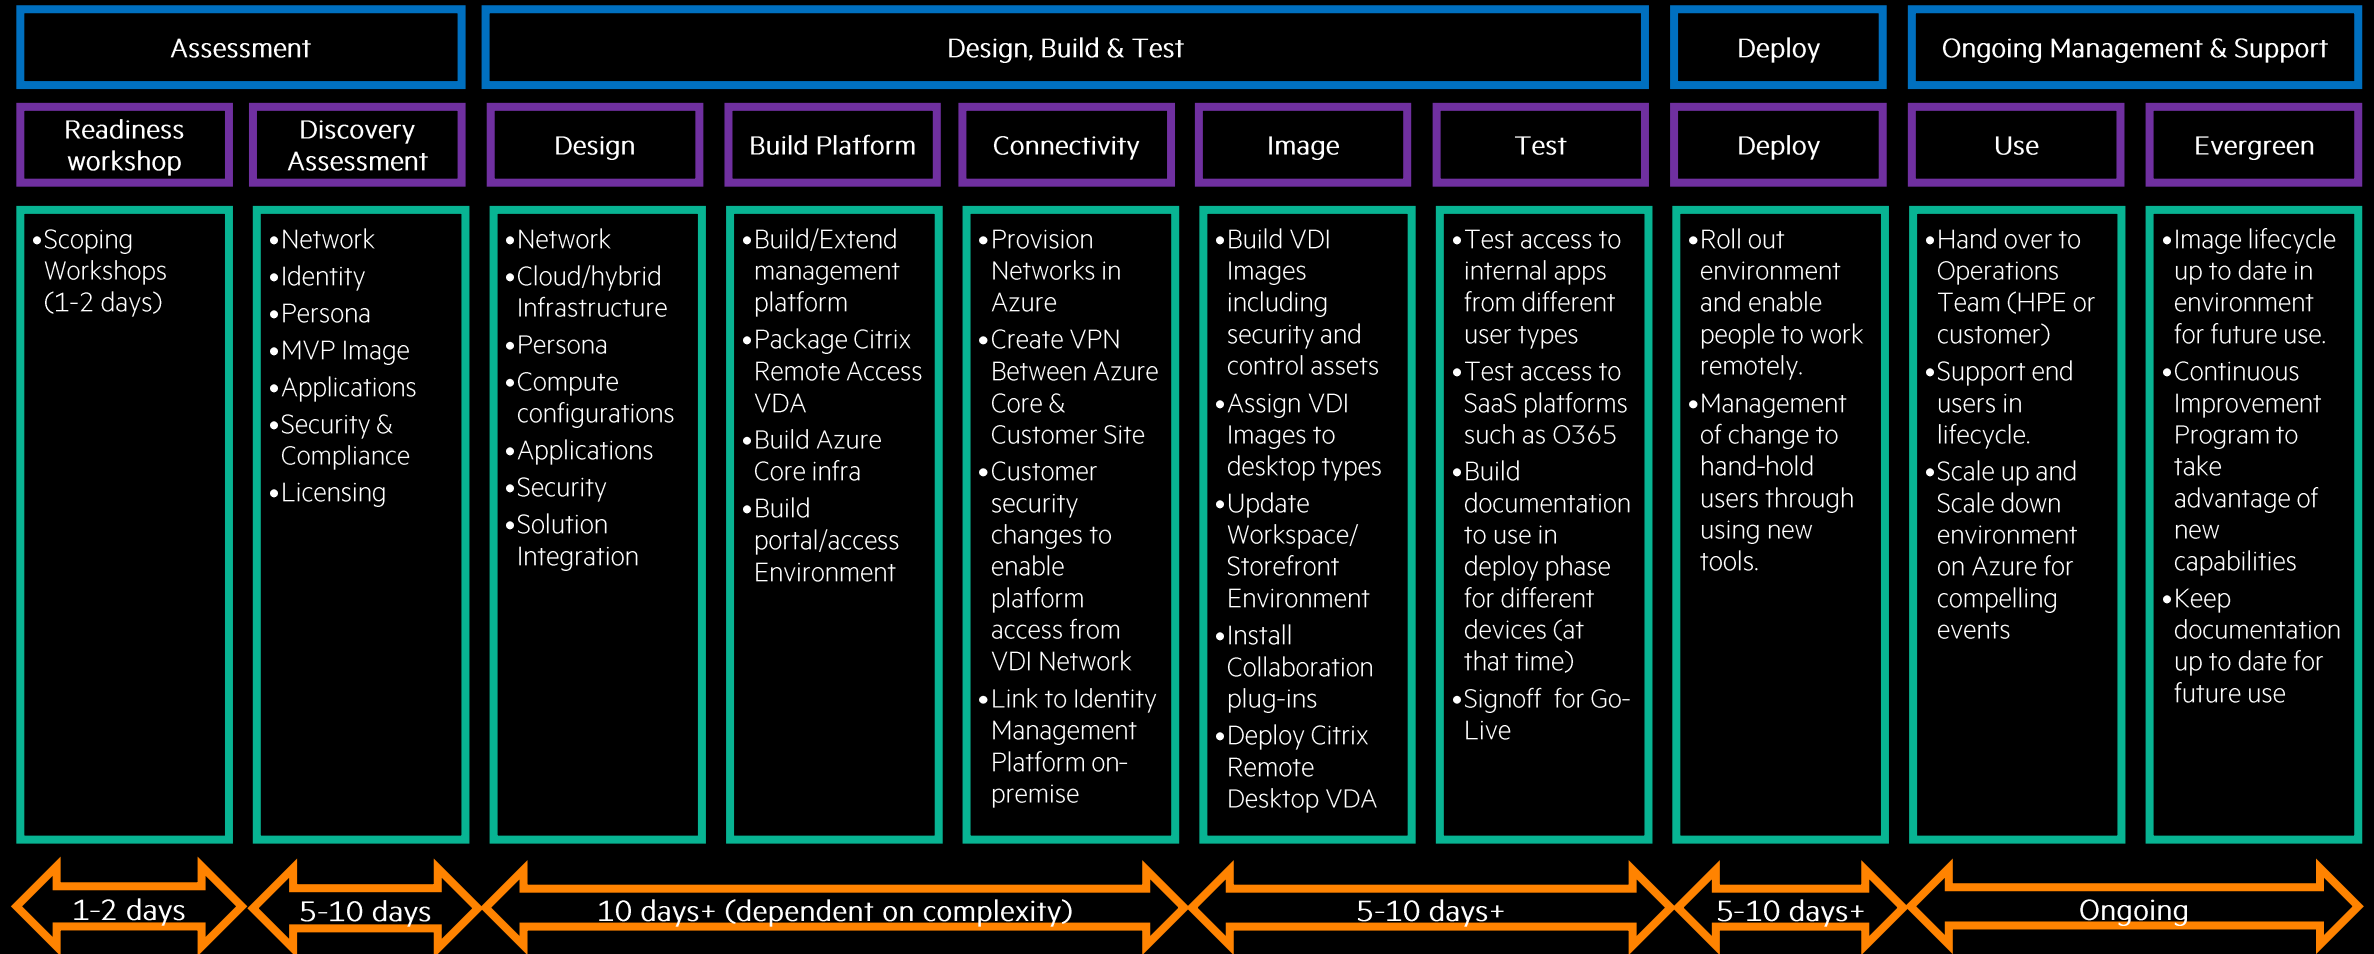 Assessment
Design, Build & Test
Deploy
Ongoing Management & Support
Readiness
workshop
Discovery
Assessment
Design
Build Platform
Connectivity
Image
Test
Deploy
Use
Evergreen
•Scoping
Workshops
(1-2 days)
•Network
•Identity
•Persona
•MVP Image
•Applications
•Security &
Compliance
•Licensing
•Network
•Cloud/hybrid
Infrastructure
•Persona
•Compute
configurations
•Applications
•Security
•Solution
Integration
•Build/Extend
management
platform
•Package Citrix
Remote Access
VDA
•Build Azure
Core infra
•Build
portal/access
Environment
•Provision
Networks in
Azure
•Create VPN
Between Azure
Core &
Customer Site
•Customer
security
changes to
enable
platform
access from
VDI Network
•Link to Identity
Management
Platform on-
premise
•Build VDI
Images
including
security and
control assets
•Assign VDI
Images to
desktop types
•Update
Workspace/
Storefront
Environment
•Install
Collaboration
plug-ins
•Deploy Citrix
Remote
Desktop VDA
•Test access to
internal apps
from different
user types
•Test access to
SaaS platforms
such as O365
•Build
documentation
to use in
deploy phase
for different
devices (at
that time)
•Signoff  for Go-
Live
•Roll out
environment
and enable
people to work
remotely.
•Management
of change to
hand-hold
users through
using new
tools.
•Hand over to
Operations
Team (HPE or
customer)
•Support end
users in
lifecycle.
•Scale up and
Scale down
environment
on Azure for
compelling
events
•Image lifecycle
up to date in
environment
for future use.
•Continuous
Improvement
Program to
take
advantage of
new
capabilities
•Keep
documentation
up to date for
future use
1-2 days
5-10 days
10 days+ (dependent on complexity)
5-10 days+
5-10 days+
Ongoing